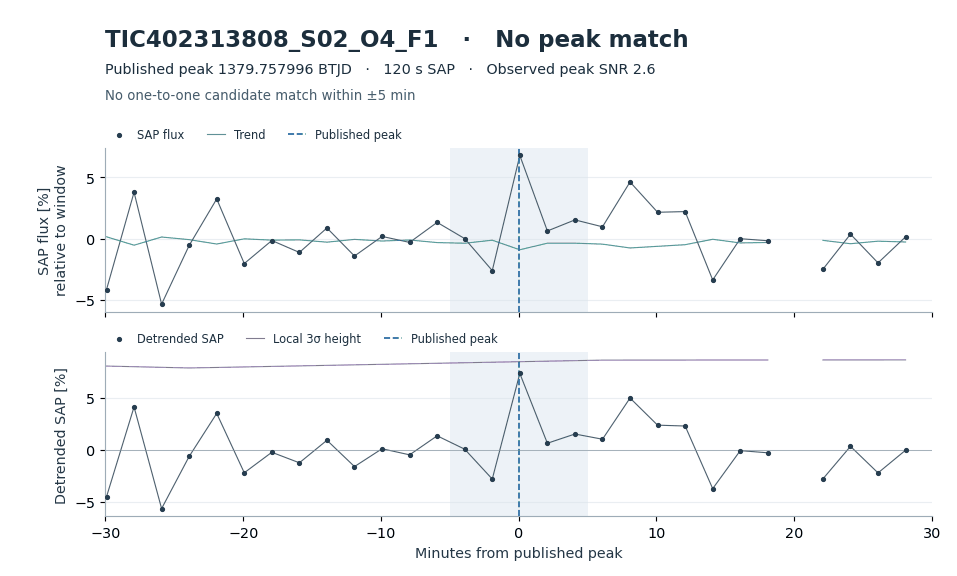 TIC402313808_S02_O4_F1 · No peak match
Published peak 1379.757996 BTJD · 120 s SAP · Observed peak SNR 2.6
No one-to-one candidate match within ±5 min
SAP flux Trend Published peak
SAP flux [%]
relative to window
5
0
−5
Detrended SAP Local 3σ height Published peak
Detrended SAP [%]
5
0
−5
−30 −20 −10 0 10 20 30
Minutes from published peak